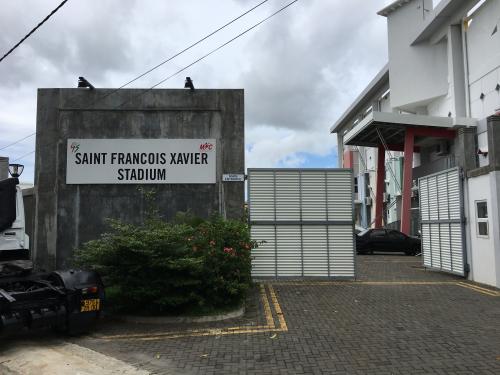 SAINT FRANCOIS XAVIER
STADIUM